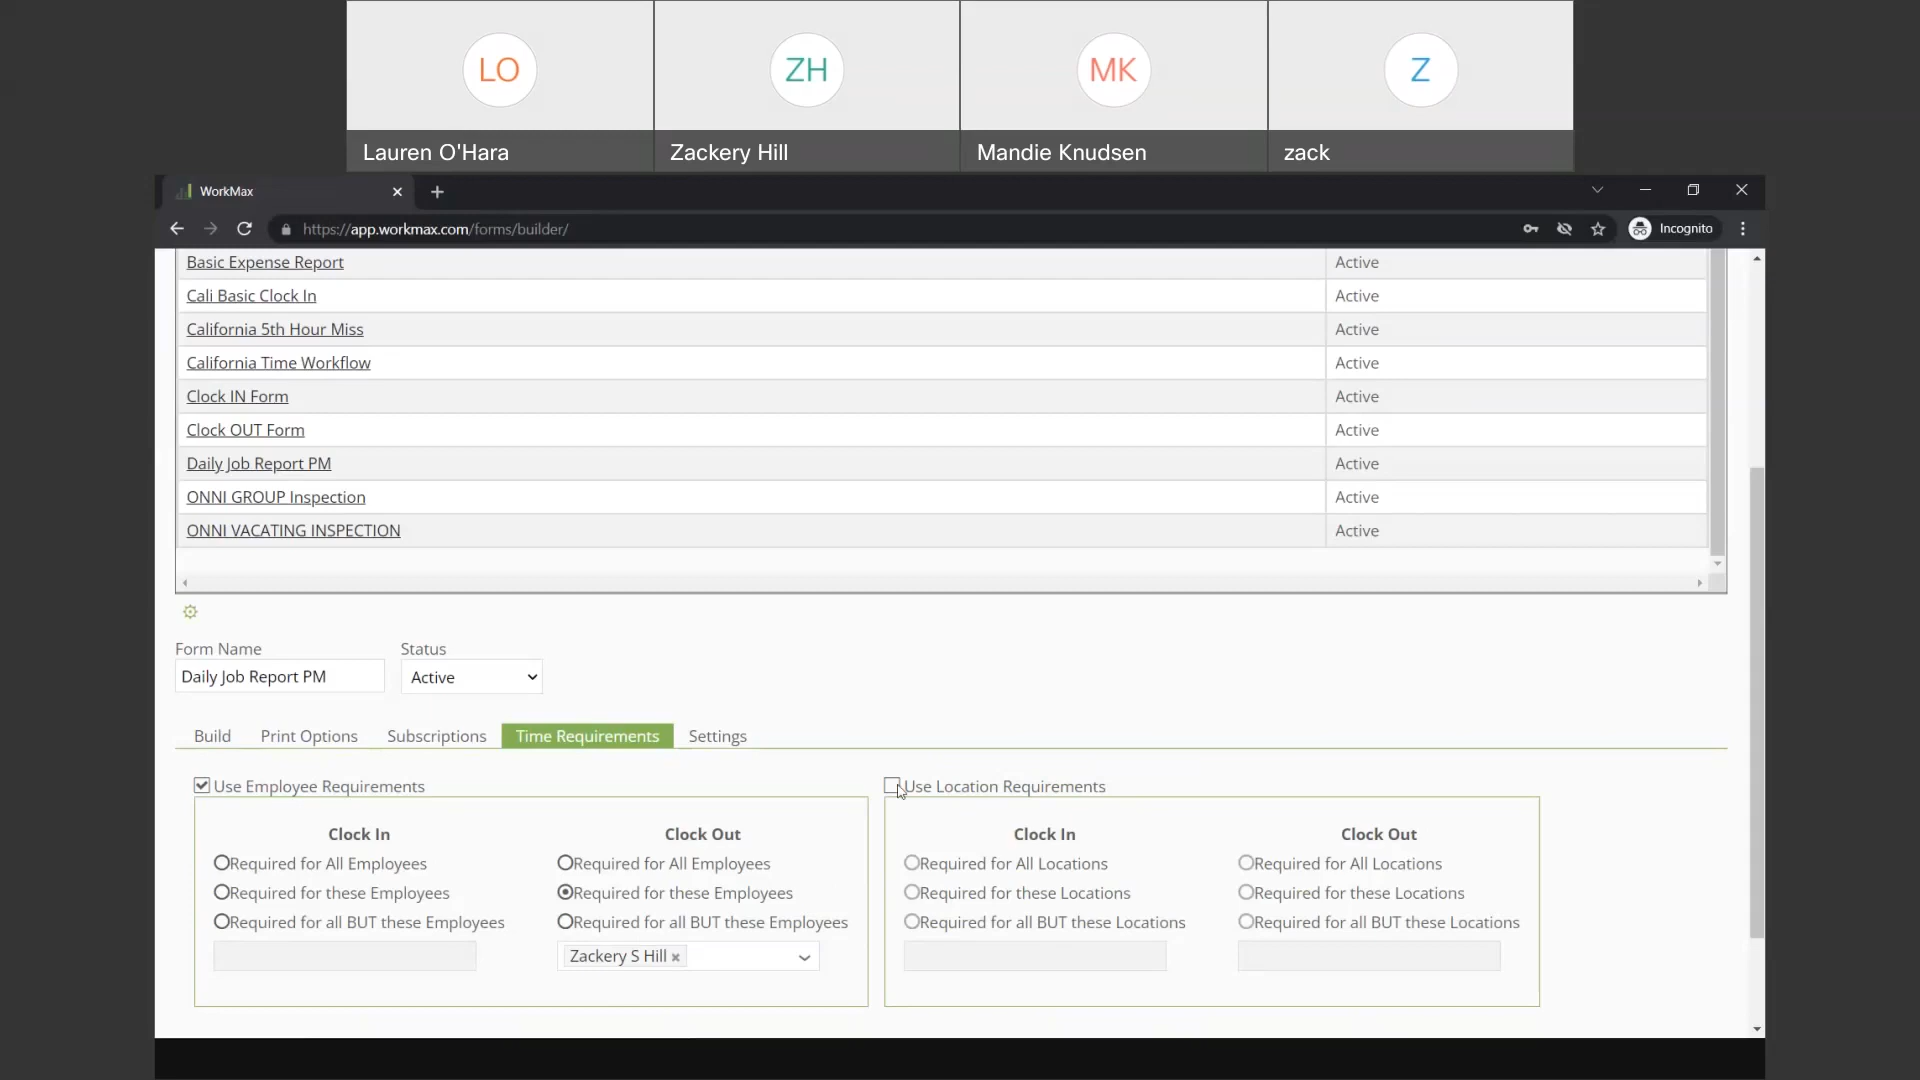 LO
ZH
MK
Z
Lauren O'Hara
Zackery Hill
Mandie Knudsen
zack
WorkMax
https://app.workmax.com/forms/builder/
Incognito
Basic Expense Report Active
Cali Basic Clock In Active
California 5th Hour Miss Active
California Time Workflow Active
Clock IN Form Active
Clock OUT Form Active
Daily Job Report PM Active
ONNI GROUP Inspection Active
ONNI VACATING INSPECTION Active
Form Name Status
Daily Job Report PM Active
Build Print Options Subscriptions Time Requirements Settings
Use Employee Requirements Use Location Requirements
Clock In Clock Out Clock In Clock Out
Required for All Employees Required for All Employees Required for All Locations Required for All Locations
Required for these Employees Required for these Employees Required for these Locations Required for these Locations
Required for all BUT these Employees Required for all BUT these Employees Required for all BUT these Locations Required for all BUT these Locations
Zackery S Hill